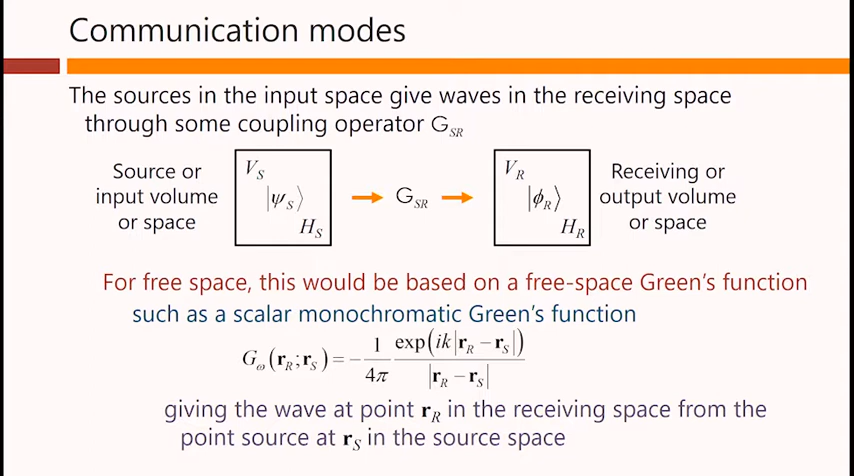 Communication modes
The sources in the input space give waves in the receiving space
through some coupling operator G_SR
Source or
input volume
or space
V_S
|ψ_S⟩
H_S
G_SR
V_R
|ϕ_R⟩
H_R
Receiving or
output volume
or space
For free space, this would be based on a free-space Green's function
such as a scalar monochromatic Green's function
G_ω(r_R; r_S) = −(1/4π) exp(ik|r_R − r_S|)/|r_R − r_S|
giving the wave at point r_R in the receiving space from the
point source at r_S in the source space